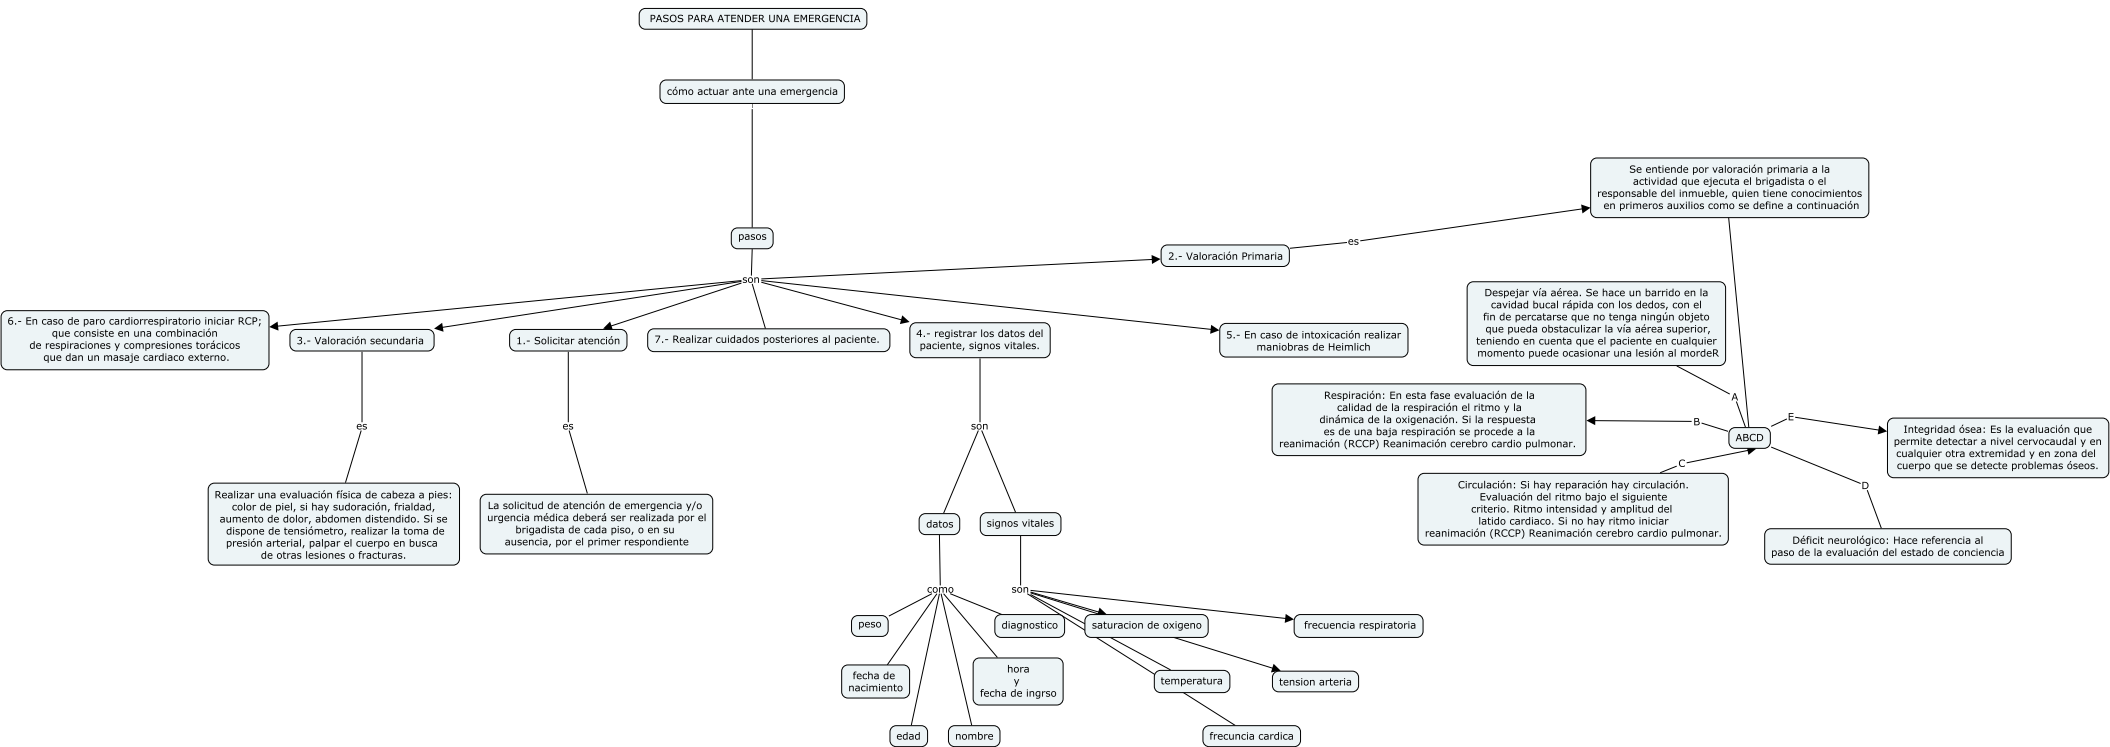 PASOS PARA ATENDER UNA EMERGENCIA
cómo actuar ante una emergencia
pasos
son
6.- En caso de paro cardiorrespiratorio iniciar RCP;
que consiste en una combinación
de respiraciones y compresiones torácicos
que dan un masaje cardiaco externo.
3.- Valoración secundaria
es
Realizar una evaluación física de cabeza a pies:
color de piel, si hay sudoración, frialdad,
aumento de dolor, abdomen distendido. Si se
dispone de tensiómetro, realizar la toma de
presión arterial, palpar el cuerpo en busca
de otras lesiones o fracturas.
1.- Solicitar atención
es
La solicitud de atención de emergencia y/o
urgencia médica deberá ser realizada por el
brigadista de cada piso, o en su
ausencia, por el primer respondiente
7.- Realizar cuidados posteriores al paciente.
4.- registrar los datos del
paciente, signos vitales.
son
datos
como
peso
fecha de
nacimiento
edad
nombre
hora
y
fecha de ingrso
diagnostico
signos vitales
son
saturacion de oxigeno
frecuencia respiratoria
temperatura
tension arteria
frecuncia cardica
5.- En caso de intoxicación realizar
maniobras de Heimlich
2.- Valoración Primaria
es
Se entiende por valoración primaria a la
actividad que ejecuta el brigadista o el
responsable del inmueble, quien tiene conocimientos
en primeros auxilios como se define a continuación
ABCD
A
Despejar vía aérea. Se hace un barrido en la
cavidad bucal rápida con los dedos, con el
fin de percatarse que no tenga ningún objeto
que pueda obstaculizar la vía aérea superior,
teniendo en cuenta que el paciente en cualquier
momento puede ocasionar una lesión al mordeR
B
Respiración: En esta fase evaluación de la
calidad de la respiración el ritmo y la
dinámica de la oxigenación. Si la respuesta
es de una baja respiración se procede a la
reanimación (RCCP) Reanimación cerebro cardio pulmonar.
C
Circulación: Si hay reparación hay circulación.
Evaluación del ritmo bajo el siguiente
criterio. Ritmo intensidad y amplitud del
latido cardiaco. Si no hay ritmo iniciar
reanimación (RCCP) Reanimación cerebro cardio pulmonar.
D
Déficit neurológico: Hace referencia al
paso de la evaluación del estado de conciencia
E
Integridad ósea: Es la evaluación que
permite detectar a nivel cervocaudal y en
cualquier otra extremidad y en zona del
cuerpo que se detecte problemas óseos.